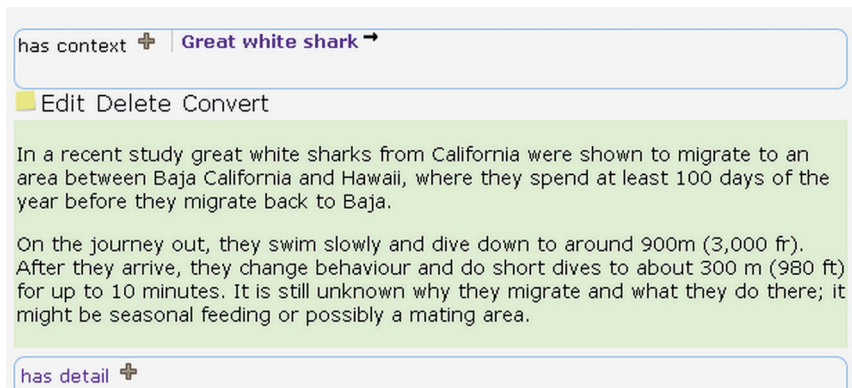 has context Great white shark
Edit Delete Convert
In a recent study great white sharks from California were shown to migrate to an
area between Baja California and Hawaii, where they spend at least 100 days of the
year before they migrate back to Baja.
On the journey out, they swim slowly and dive down to around 900m (3,000 fr).
After they arrive, they change behaviour and do short dives to about 300 m (980 ft)
for up to 10 minutes. It is still unknown why they migrate and what they do there; it
might be seasonal feeding or possibly a mating area.
has detail